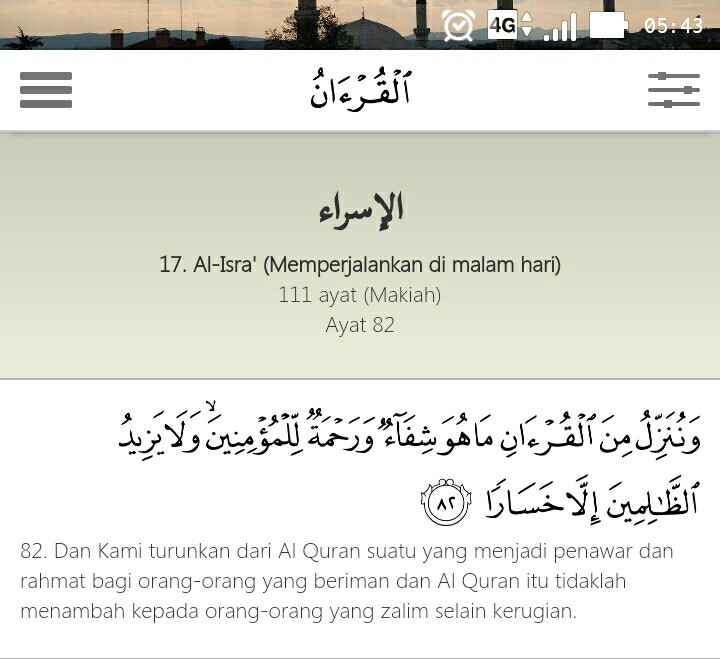 4G 05:43
ٱلْقُرْءَانُ
الإسراء
17. Al-Isra' (Memperjalankan di malam hari)
111 ayat (Makiah)
Ayat 82
وَنُنَزِّلُ مِنَ ٱلْقُرْءَانِ مَا هُوَ شِفَآءٌ وَرَحْمَةٌ لِّلْمُؤْمِنِينَ ۙ وَلَا يَزِيدُ
ٱلظَّـٰلِمِينَ إِلَّا خَسَارًا ٨٢
82. Dan Kami turunkan dari Al Quran suatu yang menjadi penawar dan
rahmat bagi orang-orang yang beriman dan Al Quran itu tidaklah
menambah kepada orang-orang yang zalim selain kerugian.